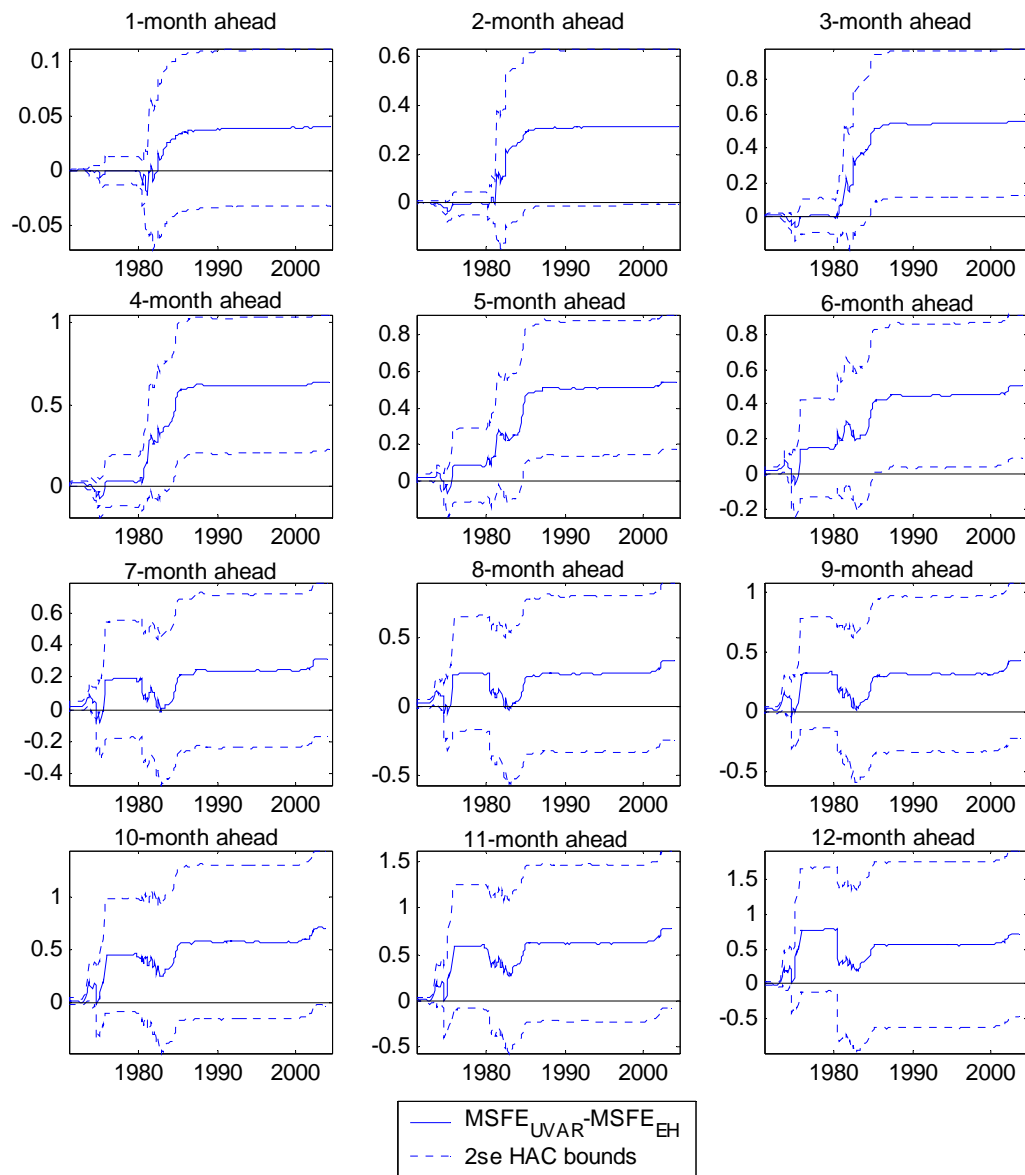 1-month ahead
2-month ahead
3-month ahead
0.1
0.05
0
-0.05
1980 1990 2000
0.6
0.4
0.2
0
1980 1990 2000
0.8
0.6
0.4
0.2
0
1980 1990 2000
4-month ahead
5-month ahead
6-month ahead
1
0.5
0
1980 1990 2000
0.8
0.6
0.4
0.2
0
1980 1990 2000
0.8
0.6
0.4
0.2
0
-0.2
1980 1990 2000
7-month ahead
8-month ahead
9-month ahead
0.6
0.4
0.2
0
-0.2
-0.4
1980 1990 2000
0.5
0
-0.5
1980 1990 2000
1
0.5
0
-0.5
1980 1990 2000
10-month ahead
11-month ahead
12-month ahead
1
0.5
0
1980 1990 2000
1.5
1
0.5
0
-0.5
1980 1990 2000
1.5
1
0.5
0
-0.5
1980 1990 2000
MSFE_UVAR-MSFE_EH
2se HAC bounds